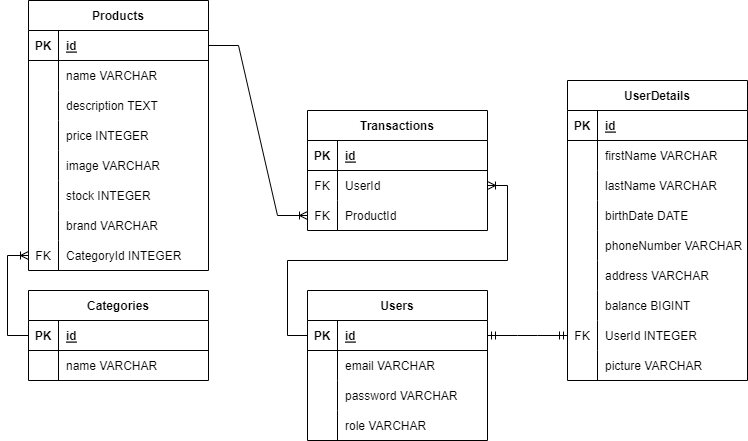 Products
PK id
name VARCHAR
description TEXT
price INTEGER
image VARCHAR
stock INTEGER
brand VARCHAR
FK CategoryId INTEGER
Categories
PK id
name VARCHAR
Transactions
PK id
FK UserId
FK ProductId
Users
PK id
email VARCHAR
password VARCHAR
role VARCHAR
UserDetails
PK id
firstName VARCHAR
lastName VARCHAR
birthDate DATE
phoneNumber VARCHAR
address VARCHAR
balance BIGINT
FK UserId INTEGER
picture VARCHAR